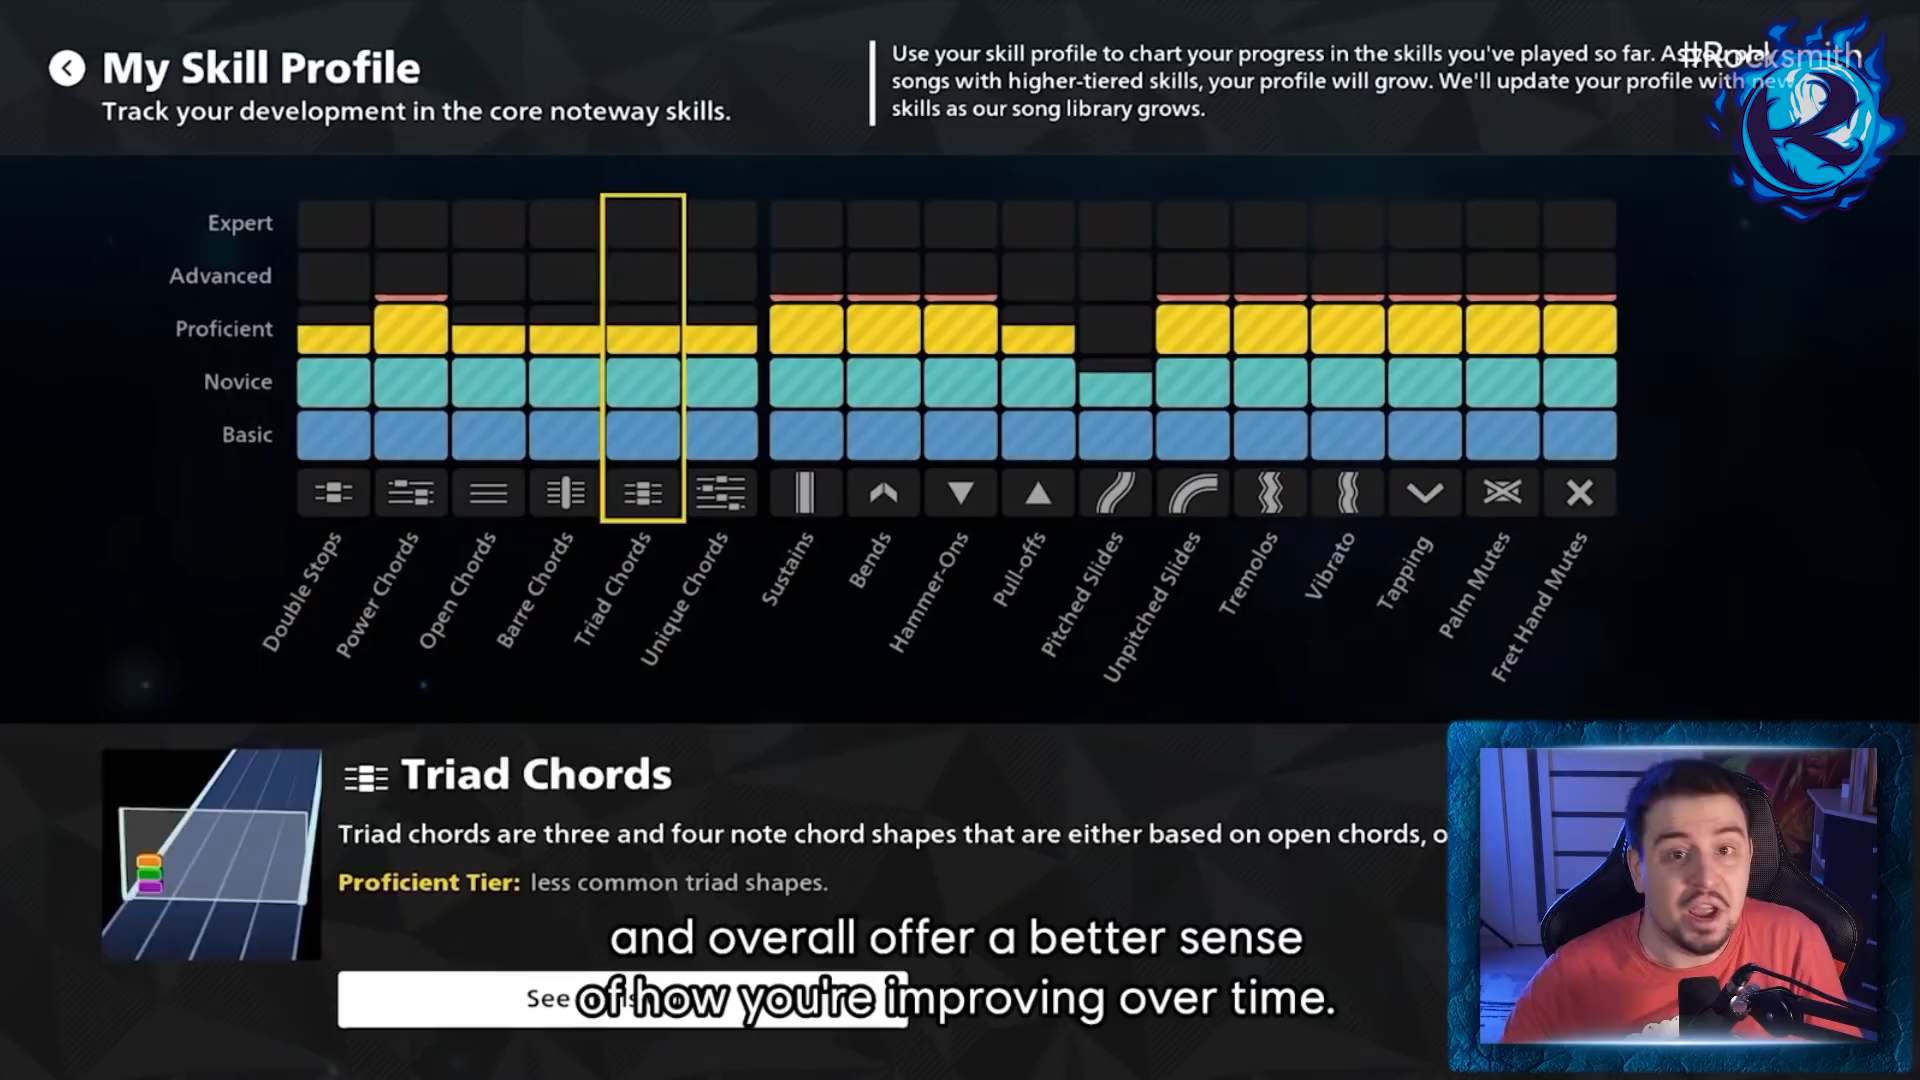 My Skill Profile
Track your development in the core noteway skills.
Use your skill profile to chart your progress in the skills you've played so far. As
songs with higher-tiered skills, your profile will grow. We'll update your profile with new
skills as our song library grows.
#Rocksmith
Expert
Advanced
Proficient
Novice
Basic
Double Stops
Power Chords
Open Chords
Barre Chords
Triad Chords
Unique Chords
Sustains
Bends
Hammer-Ons
Pull-offs
Pitched Slides
Unpitched Slides
Tremolos
Vibrato
Tapping
Palm Mutes
Fret Hand Mutes
Triad Chords
Triad chords are three and four note chord shapes that are either based on open chords, o
Proficient Tier: less common triad shapes.
and overall offer a better sense
of how you're improving over time.
See